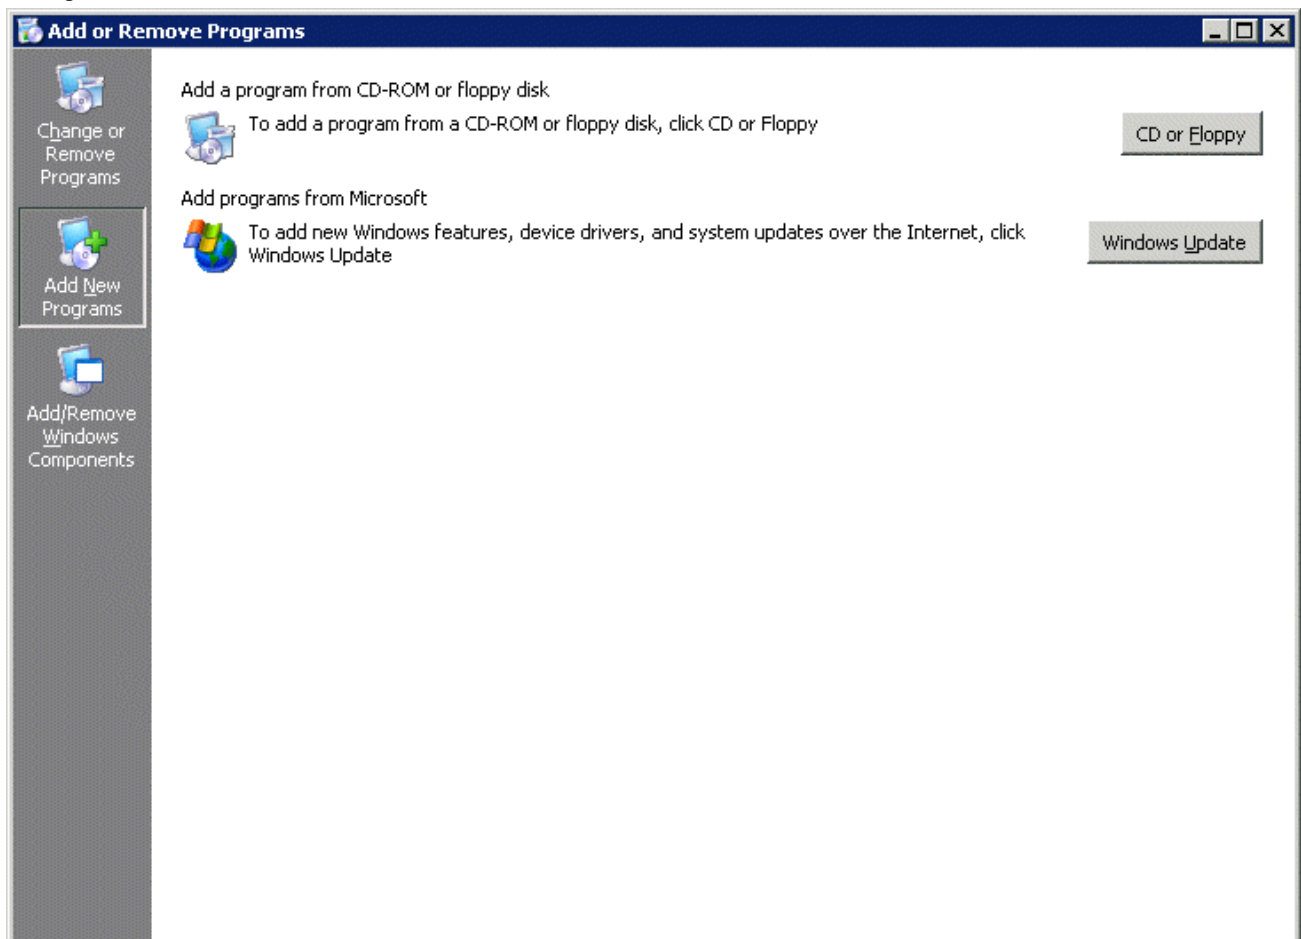 Add or Remove Programs
Change or
Remove
Programs
Add New
Programs
Add/Remove
Windows
Components
Add a program from CD-ROM or floppy disk
To add a program from a CD-ROM or floppy disk, click CD or Floppy
CD or Floppy
Add programs from Microsoft
To add new Windows features, device drivers, and system updates over the Internet, click
Windows Update
Windows Update